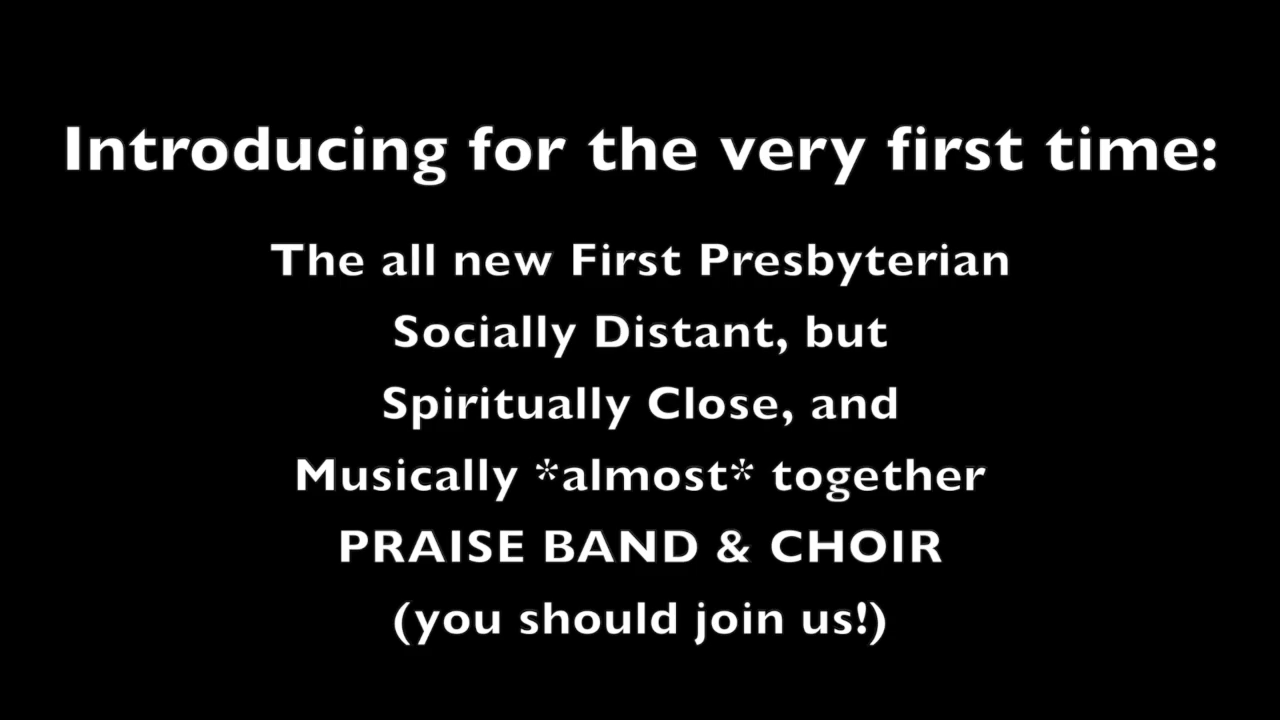 Introducing for the very first time:
The all new First Presbyterian
Socially Distant, but
Spiritually Close, and
Musically *almost* together
PRAISE BAND & CHOIR
(you should join us!)